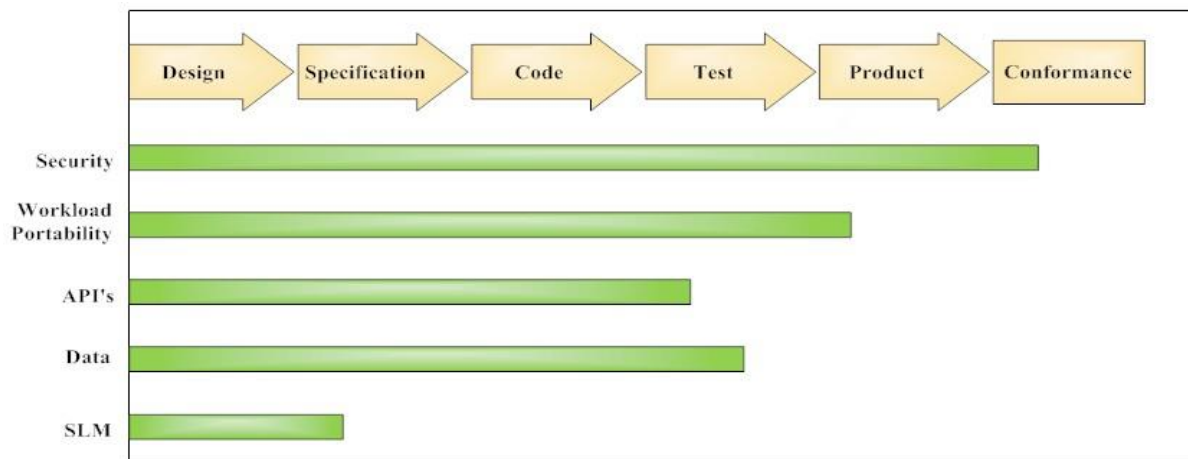 Design
Specification
Code
Test
Product
Conformance
Security
Workload
Portability
API's
Data
SLM